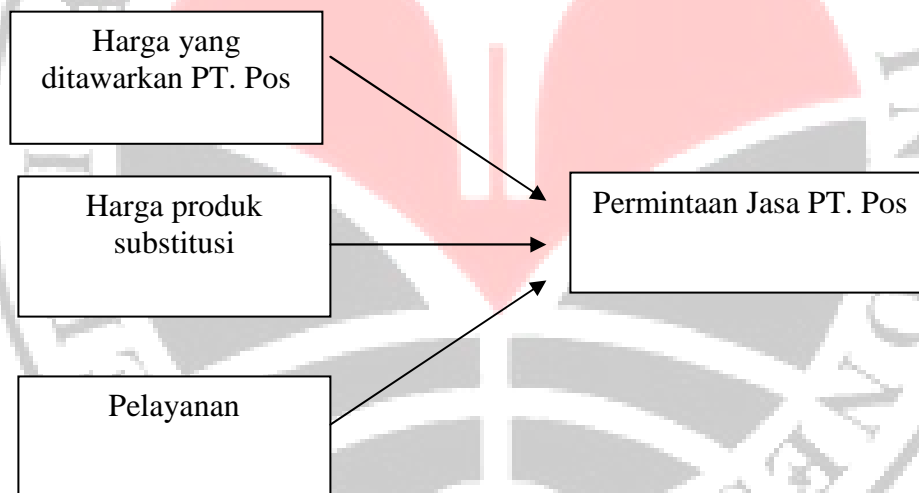 Harga yang
ditawarkan PT. Pos
Harga produk
substitusi
Permintaan Jasa PT. Pos
Pelayanan